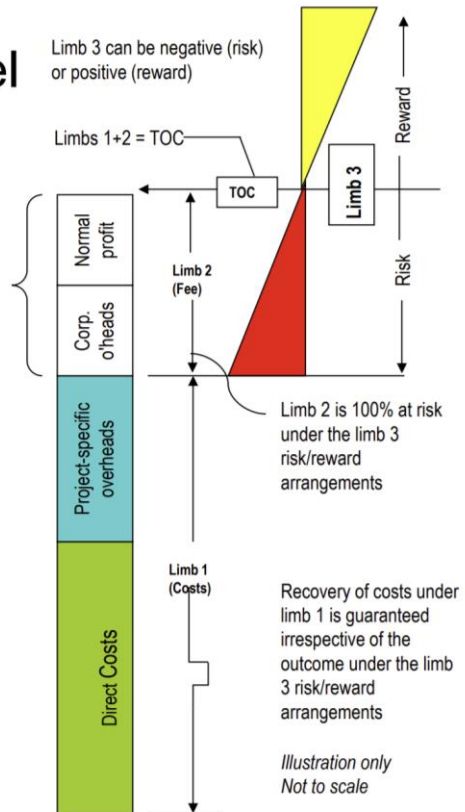 el
Limb 3 can be negative (risk)
or positive (reward)
Limbs 1+2 = TOC
TOC
Limb 3
Reward
Risk
Normal
profit
Corp.
o'heads
Limb 2
(Fee)
Limb 2 is 100% at risk
under the limb 3
risk/reward
arrangements
Project-specific
overheads
Limb 1
(Costs)
Direct Costs
Recovery of costs under
limb 1 is guaranteed
irrespective of the
outcome under the limb
3 risk/reward
arrangements
Illustration only
Not to scale